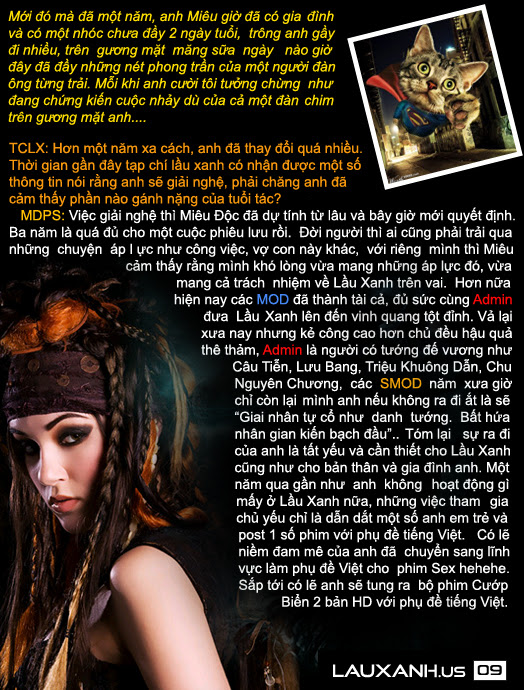 Mới đó mà đã một năm, anh Miêu giờ đã có gia đình
và có một nhóc chưa đầy 2 ngày tuổi, trông anh gầy
đi nhiều, trên gương mặt măng sữa ngày nào giờ
đây đã đầy những nét phong trần của một người đàn
ông từng trải. Mỗi khi anh cười tôi tưởng chừng như
đang chứng kiến cuộc nhảy dù của cả một đàn chim
trên gương mặt anh....
TCLX: Hơn một năm xa cách, anh đã thay đổi quá nhiều.
Thời gian gần đây tạp chí lầu xanh có nhận được một số
thông tin nói rằng anh sẽ giải nghệ, phải chăng anh đã
cảm thấy phần nào gánh nặng của tuổi tác?
MDPS: Việc giải nghệ thì Miêu Độc đã dự tính từ lâu và bây giờ mới quyết định.
Ba năm là quá đủ cho một cuộc phiêu lưu rồi. Đời người thì ai cũng phải trải qua
những chuyện áp l ực như công việc, vợ con này khác, với riêng mình thì Miêu
cảm thấy rằng mình khó lòng vừa mang những áp lực đó, vừa
mang cả trách nhiệm về Lầu Xanh trên vai. Hơn nữa
hiện nay các MOD đã thành tài cả, đủ sức cùng Admin
đưa Lầu Xanh lên đến vinh quang tột đỉnh. Vả lại
xưa nay nhưng kẻ công cao hơn chủ đều hậu quả
thê thảm, Admin là người có tướng đế vương như
Câu Tiễn, Lưu Bang, Triệu Khuông Dẫn, Chu
Nguyên Chương, các SMOD năm xưa giờ
chỉ còn lại mình anh nếu không ra đi ắt là sẽ
“Giai nhân tự cổ như danh tướng. Bất hứa
nhân gian kiến bạch đầu”.. Tóm lại sự ra đi
của anh là tất yếu và cần thiết cho Lầu Xanh
cũng như cho bản thân và gia đình anh. Một
năm qua gần như anh không hoạt động gì
mấy ở Lầu Xanh nữa, những việc tham gia
chủ yếu chỉ là dẫn dắt một số anh em trẻ và
post 1 số phim với phụ đề tiếng Việt. Có lẽ
niềm đam mê của anh đã chuyển sang lĩnh
vực làm phụ đề Việt cho phim Sex hehehe.
Sắp tới có lẽ anh sẽ tung ra bộ phim Cướp
Biển 2 bản HD với phụ đề tiếng Việt.
LAUXANH.us 09